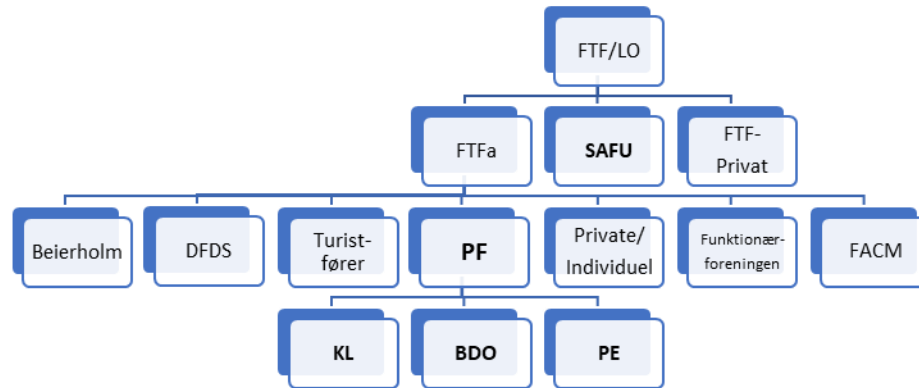 FTF/LO
FTFa
SAFU
FTF-
Privat
Beierholm
DFDS
Turist-
fører
PF
Private/
Individuel
Funktionær-
foreningen
FACM
KL
BDO
PE